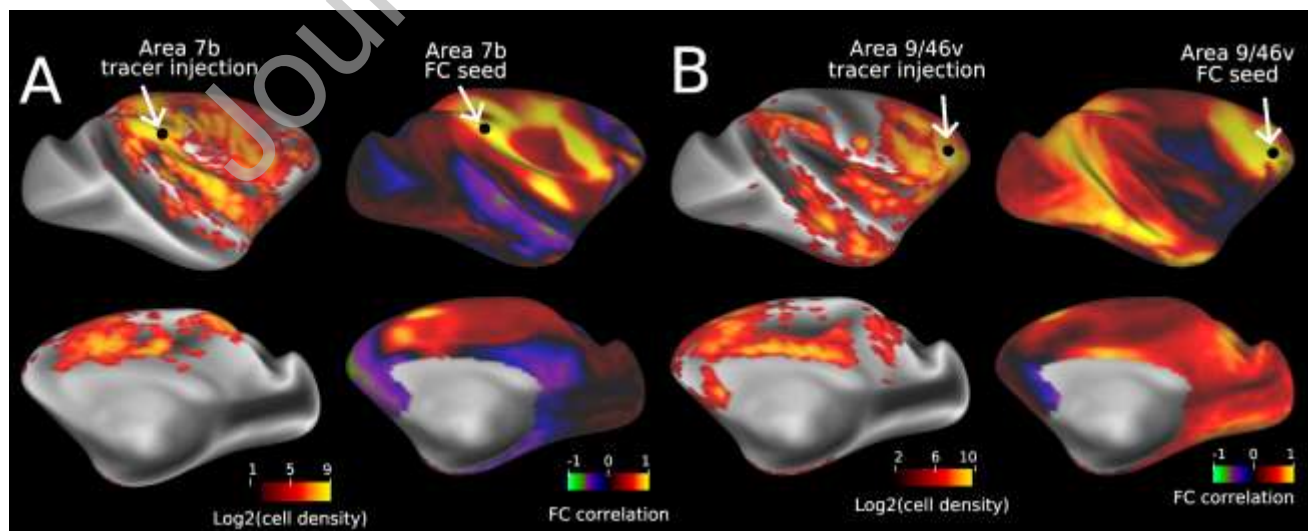 Jour
A
Area 7b
tracer injection
Area 7b
FC seed
B
Area 9/46v
tracer injection
Area 9/46v
FC seed
1 5 9
Log2(cell density)
-1 0 1
FC correlation
2 6 10
Log2(cell density)
-1 0 1
FC correlation